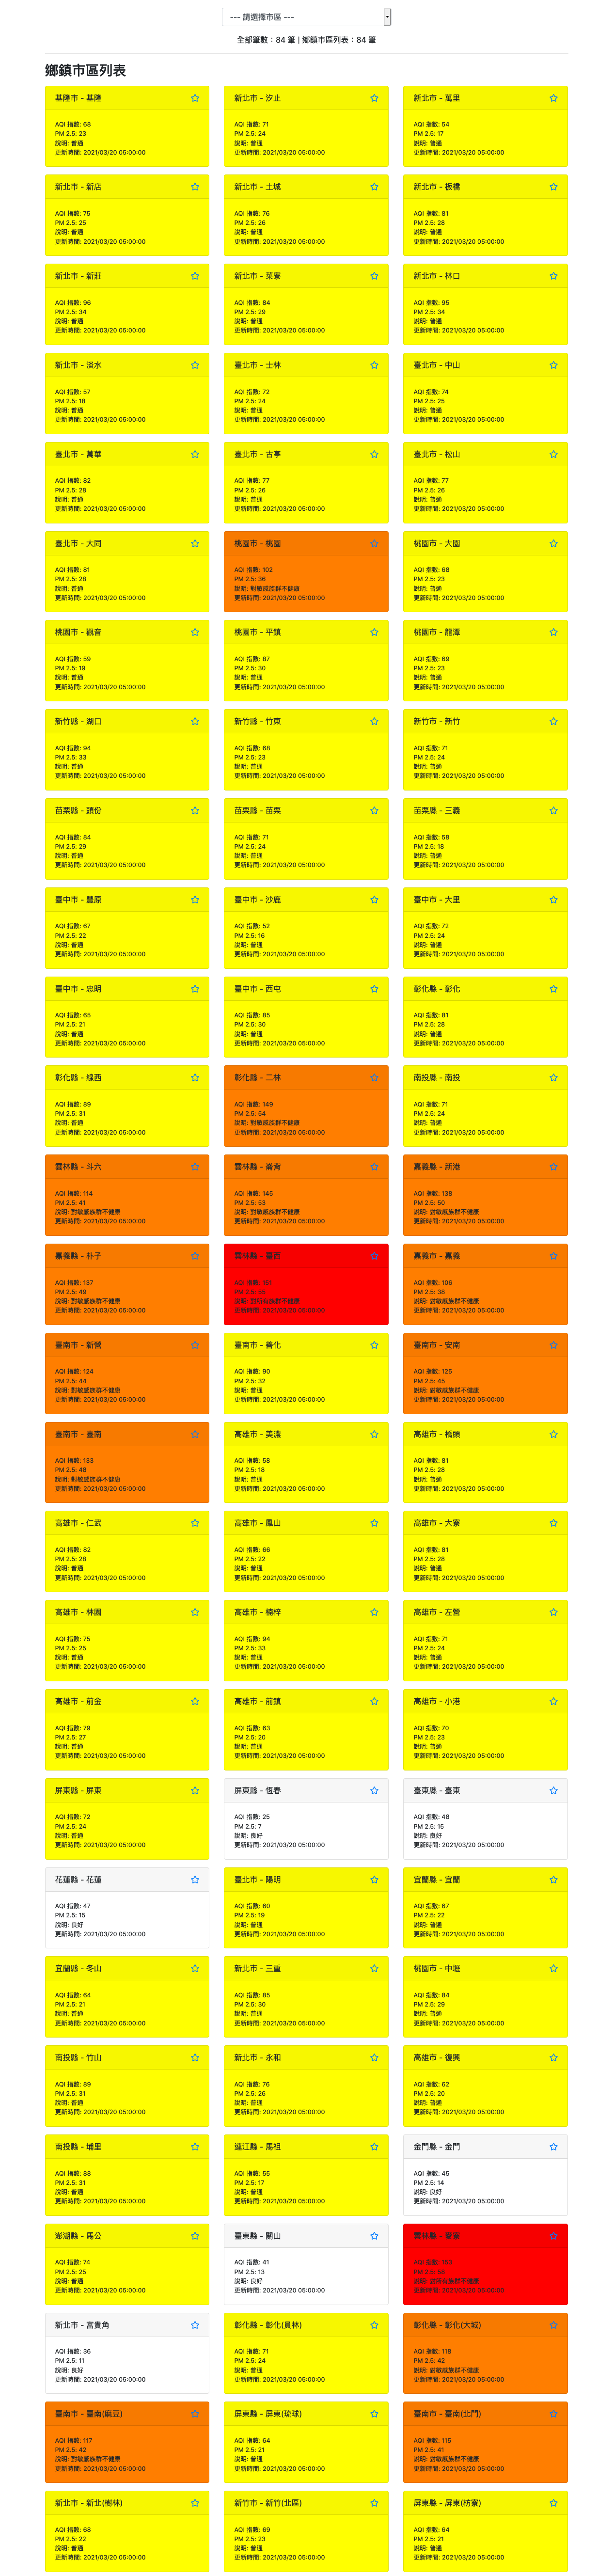 --- 請選擇市區 ---
全部筆數：84 筆 | 鄉鎮市區列表：84 筆
鄉鎮市區列表
基隆市 - 基隆
AQI 指數: 68
PM 2.5: 23
說明: 普通
更新時間: 2021/03/20 05:00:00
新北市 - 汐止
AQI 指數: 71
PM 2.5: 24
說明: 普通
更新時間: 2021/03/20 05:00:00
新北市 - 萬里
AQI 指數: 54
PM 2.5: 17
說明: 普通
更新時間: 2021/03/20 05:00:00
新北市 - 新店
AQI 指數: 75
PM 2.5: 25
說明: 普通
更新時間: 2021/03/20 05:00:00
新北市 - 土城
AQI 指數: 76
PM 2.5: 26
說明: 普通
更新時間: 2021/03/20 05:00:00
新北市 - 板橋
AQI 指數: 81
PM 2.5: 28
說明: 普通
更新時間: 2021/03/20 05:00:00
新北市 - 新莊
AQI 指數: 96
PM 2.5: 34
說明: 普通
更新時間: 2021/03/20 05:00:00
新北市 - 菜寮
AQI 指數: 84
PM 2.5: 29
說明: 普通
更新時間: 2021/03/20 05:00:00
新北市 - 林口
AQI 指數: 95
PM 2.5: 34
說明: 普通
更新時間: 2021/03/20 05:00:00
新北市 - 淡水
AQI 指數: 57
PM 2.5: 18
說明: 普通
更新時間: 2021/03/20 05:00:00
臺北市 - 士林
AQI 指數: 72
PM 2.5: 24
說明: 普通
更新時間: 2021/03/20 05:00:00
臺北市 - 中山
AQI 指數: 74
PM 2.5: 25
說明: 普通
更新時間: 2021/03/20 05:00:00
臺北市 - 萬華
AQI 指數: 82
PM 2.5: 28
說明: 普通
更新時間: 2021/03/20 05:00:00
臺北市 - 古亭
AQI 指數: 77
PM 2.5: 26
說明: 普通
更新時間: 2021/03/20 05:00:00
臺北市 - 松山
AQI 指數: 77
PM 2.5: 26
說明: 普通
更新時間: 2021/03/20 05:00:00
臺北市 - 大同
AQI 指數: 81
PM 2.5: 28
說明: 普通
更新時間: 2021/03/20 05:00:00
桃園市 - 桃園
AQI 指數: 102
PM 2.5: 36
說明: 對敏感族群不健康
更新時間: 2021/03/20 05:00:00
桃園市 - 大園
AQI 指數: 68
PM 2.5: 23
說明: 普通
更新時間: 2021/03/20 05:00:00
桃園市 - 觀音
AQI 指數: 59
PM 2.5: 19
說明: 普通
更新時間: 2021/03/20 05:00:00
桃園市 - 平鎮
AQI 指數: 87
PM 2.5: 30
說明: 普通
更新時間: 2021/03/20 05:00:00
桃園市 - 龍潭
AQI 指數: 69
PM 2.5: 23
說明: 普通
更新時間: 2021/03/20 05:00:00
新竹縣 - 湖口
AQI 指數: 94
PM 2.5: 33
說明: 普通
更新時間: 2021/03/20 05:00:00
新竹縣 - 竹東
AQI 指數: 68
PM 2.5: 23
說明: 普通
更新時間: 2021/03/20 05:00:00
新竹市 - 新竹
AQI 指數: 71
PM 2.5: 24
說明: 普通
更新時間: 2021/03/20 05:00:00
苗栗縣 - 頭份
AQI 指數: 84
PM 2.5: 29
說明: 普通
更新時間: 2021/03/20 05:00:00
苗栗縣 - 苗栗
AQI 指數: 71
PM 2.5: 24
說明: 普通
更新時間: 2021/03/20 05:00:00
苗栗縣 - 三義
AQI 指數: 58
PM 2.5: 18
說明: 普通
更新時間: 2021/03/20 05:00:00
臺中市 - 豐原
AQI 指數: 67
PM 2.5: 22
說明: 普通
更新時間: 2021/03/20 05:00:00
臺中市 - 沙鹿
AQI 指數: 52
PM 2.5: 16
說明: 普通
更新時間: 2021/03/20 05:00:00
臺中市 - 大里
AQI 指數: 72
PM 2.5: 24
說明: 普通
更新時間: 2021/03/20 05:00:00
臺中市 - 忠明
AQI 指數: 65
PM 2.5: 21
說明: 普通
更新時間: 2021/03/20 05:00:00
臺中市 - 西屯
AQI 指數: 85
PM 2.5: 30
說明: 普通
更新時間: 2021/03/20 05:00:00
彰化縣 - 彰化
AQI 指數: 81
PM 2.5: 28
說明: 普通
更新時間: 2021/03/20 05:00:00
彰化縣 - 線西
AQI 指數: 89
PM 2.5: 31
說明: 普通
更新時間: 2021/03/20 05:00:00
彰化縣 - 二林
AQI 指數: 149
PM 2.5: 54
說明: 對敏感族群不健康
更新時間: 2021/03/20 05:00:00
南投縣 - 南投
AQI 指數: 71
PM 2.5: 24
說明: 普通
更新時間: 2021/03/20 05:00:00
雲林縣 - 斗六
AQI 指數: 114
PM 2.5: 41
說明: 對敏感族群不健康
更新時間: 2021/03/20 05:00:00
雲林縣 - 崙背
AQI 指數: 145
PM 2.5: 53
說明: 對敏感族群不健康
更新時間: 2021/03/20 05:00:00
嘉義縣 - 新港
AQI 指數: 138
PM 2.5: 50
說明: 對敏感族群不健康
更新時間: 2021/03/20 05:00:00
嘉義縣 - 朴子
AQI 指數: 137
PM 2.5: 49
說明: 對敏感族群不健康
更新時間: 2021/03/20 05:00:00
雲林縣 - 臺西
AQI 指數: 151
PM 2.5: 55
說明: 對所有族群不健康
更新時間: 2021/03/20 05:00:00
嘉義市 - 嘉義
AQI 指數: 106
PM 2.5: 38
說明: 對敏感族群不健康
更新時間: 2021/03/20 05:00:00
臺南市 - 新營
AQI 指數: 124
PM 2.5: 44
說明: 對敏感族群不健康
更新時間: 2021/03/20 05:00:00
臺南市 - 善化
AQI 指數: 90
PM 2.5: 32
說明: 普通
更新時間: 2021/03/20 05:00:00
臺南市 - 安南
AQI 指數: 125
PM 2.5: 45
說明: 對敏感族群不健康
更新時間: 2021/03/20 05:00:00
臺南市 - 臺南
AQI 指數: 133
PM 2.5: 48
說明: 對敏感族群不健康
更新時間: 2021/03/20 05:00:00
高雄市 - 美濃
AQI 指數: 58
PM 2.5: 18
說明: 普通
更新時間: 2021/03/20 05:00:00
高雄市 - 橋頭
AQI 指數: 81
PM 2.5: 28
說明: 普通
更新時間: 2021/03/20 05:00:00
高雄市 - 仁武
AQI 指數: 82
PM 2.5: 28
說明: 普通
更新時間: 2021/03/20 05:00:00
高雄市 - 鳳山
AQI 指數: 66
PM 2.5: 22
說明: 普通
更新時間: 2021/03/20 05:00:00
高雄市 - 大寮
AQI 指數: 81
PM 2.5: 28
說明: 普通
更新時間: 2021/03/20 05:00:00
高雄市 - 林園
AQI 指數: 75
PM 2.5: 25
說明: 普通
更新時間: 2021/03/20 05:00:00
高雄市 - 楠梓
AQI 指數: 94
PM 2.5: 33
說明: 普通
更新時間: 2021/03/20 05:00:00
高雄市 - 左營
AQI 指數: 71
PM 2.5: 24
說明: 普通
更新時間: 2021/03/20 05:00:00
高雄市 - 前金
AQI 指數: 79
PM 2.5: 27
說明: 普通
更新時間: 2021/03/20 05:00:00
高雄市 - 前鎮
AQI 指數: 63
PM 2.5: 20
說明: 普通
更新時間: 2021/03/20 05:00:00
高雄市 - 小港
AQI 指數: 70
PM 2.5: 23
說明: 普通
更新時間: 2021/03/20 05:00:00
屏東縣 - 屏東
AQI 指數: 72
PM 2.5: 24
說明: 普通
更新時間: 2021/03/20 05:00:00
屏東縣 - 恆春
AQI 指數: 25
PM 2.5: 7
說明: 良好
更新時間: 2021/03/20 05:00:00
臺東縣 - 臺東
AQI 指數: 48
PM 2.5: 15
說明: 良好
更新時間: 2021/03/20 05:00:00
花蓮縣 - 花蓮
AQI 指數: 47
PM 2.5: 15
說明: 良好
更新時間: 2021/03/20 05:00:00
臺北市 - 陽明
AQI 指數: 60
PM 2.5: 19
說明: 普通
更新時間: 2021/03/20 05:00:00
宜蘭縣 - 宜蘭
AQI 指數: 67
PM 2.5: 22
說明: 普通
更新時間: 2021/03/20 05:00:00
宜蘭縣 - 冬山
AQI 指數: 64
PM 2.5: 21
說明: 普通
更新時間: 2021/03/20 05:00:00
新北市 - 三重
AQI 指數: 85
PM 2.5: 30
說明: 普通
更新時間: 2021/03/20 05:00:00
桃園市 - 中壢
AQI 指數: 84
PM 2.5: 29
說明: 普通
更新時間: 2021/03/20 05:00:00
南投縣 - 竹山
AQI 指數: 89
PM 2.5: 31
說明: 普通
更新時間: 2021/03/20 05:00:00
新北市 - 永和
AQI 指數: 76
PM 2.5: 26
說明: 普通
更新時間: 2021/03/20 05:00:00
高雄市 - 復興
AQI 指數: 62
PM 2.5: 20
說明: 普通
更新時間: 2021/03/20 05:00:00
南投縣 - 埔里
AQI 指數: 88
PM 2.5: 31
說明: 普通
更新時間: 2021/03/20 05:00:00
連江縣 - 馬祖
AQI 指數: 55
PM 2.5: 17
說明: 普通
更新時間: 2021/03/20 05:00:00
金門縣 - 金門
AQI 指數: 45
PM 2.5: 14
說明: 良好
更新時間: 2021/03/20 05:00:00
澎湖縣 - 馬公
AQI 指數: 74
PM 2.5: 25
說明: 普通
更新時間: 2021/03/20 05:00:00
臺東縣 - 關山
AQI 指數: 41
PM 2.5: 13
說明: 良好
更新時間: 2021/03/20 05:00:00
雲林縣 - 麥寮
AQI 指數: 153
PM 2.5: 58
說明: 對所有族群不健康
更新時間: 2021/03/20 05:00:00
新北市 - 富貴角
AQI 指數: 36
PM 2.5: 11
說明: 良好
更新時間: 2021/03/20 05:00:00
彰化縣 - 彰化(員林)
AQI 指數: 71
PM 2.5: 24
說明: 普通
更新時間: 2021/03/20 05:00:00
彰化縣 - 彰化(大城)
AQI 指數: 118
PM 2.5: 42
說明: 對敏感族群不健康
更新時間: 2021/03/20 05:00:00
臺南市 - 臺南(麻豆)
AQI 指數: 117
PM 2.5: 42
說明: 對敏感族群不健康
更新時間: 2021/03/20 05:00:00
屏東縣 - 屏東(琉球)
AQI 指數: 64
PM 2.5: 21
說明: 普通
更新時間: 2021/03/20 05:00:00
臺南市 - 臺南(北門)
AQI 指數: 115
PM 2.5: 41
說明: 對敏感族群不健康
更新時間: 2021/03/20 05:00:00
新北市 - 新北(樹林)
AQI 指數: 68
PM 2.5: 22
說明: 普通
更新時間: 2021/03/20 05:00:00
新竹市 - 新竹(北區)
AQI 指數: 69
PM 2.5: 23
說明: 普通
更新時間: 2021/03/20 05:00:00
屏東縣 - 屏東(枋寮)
AQI 指數: 64
PM 2.5: 21
說明: 普通
更新時間: 2021/03/20 05:00:00